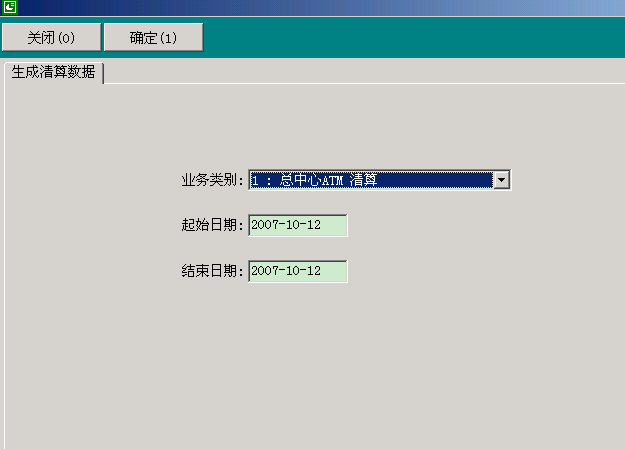 关闭(0) 确定(1)
生成清算数据
业务类别: 1 : 总中心ATM 清算
起始日期: 2007-10-12
结束日期: 2007-10-12